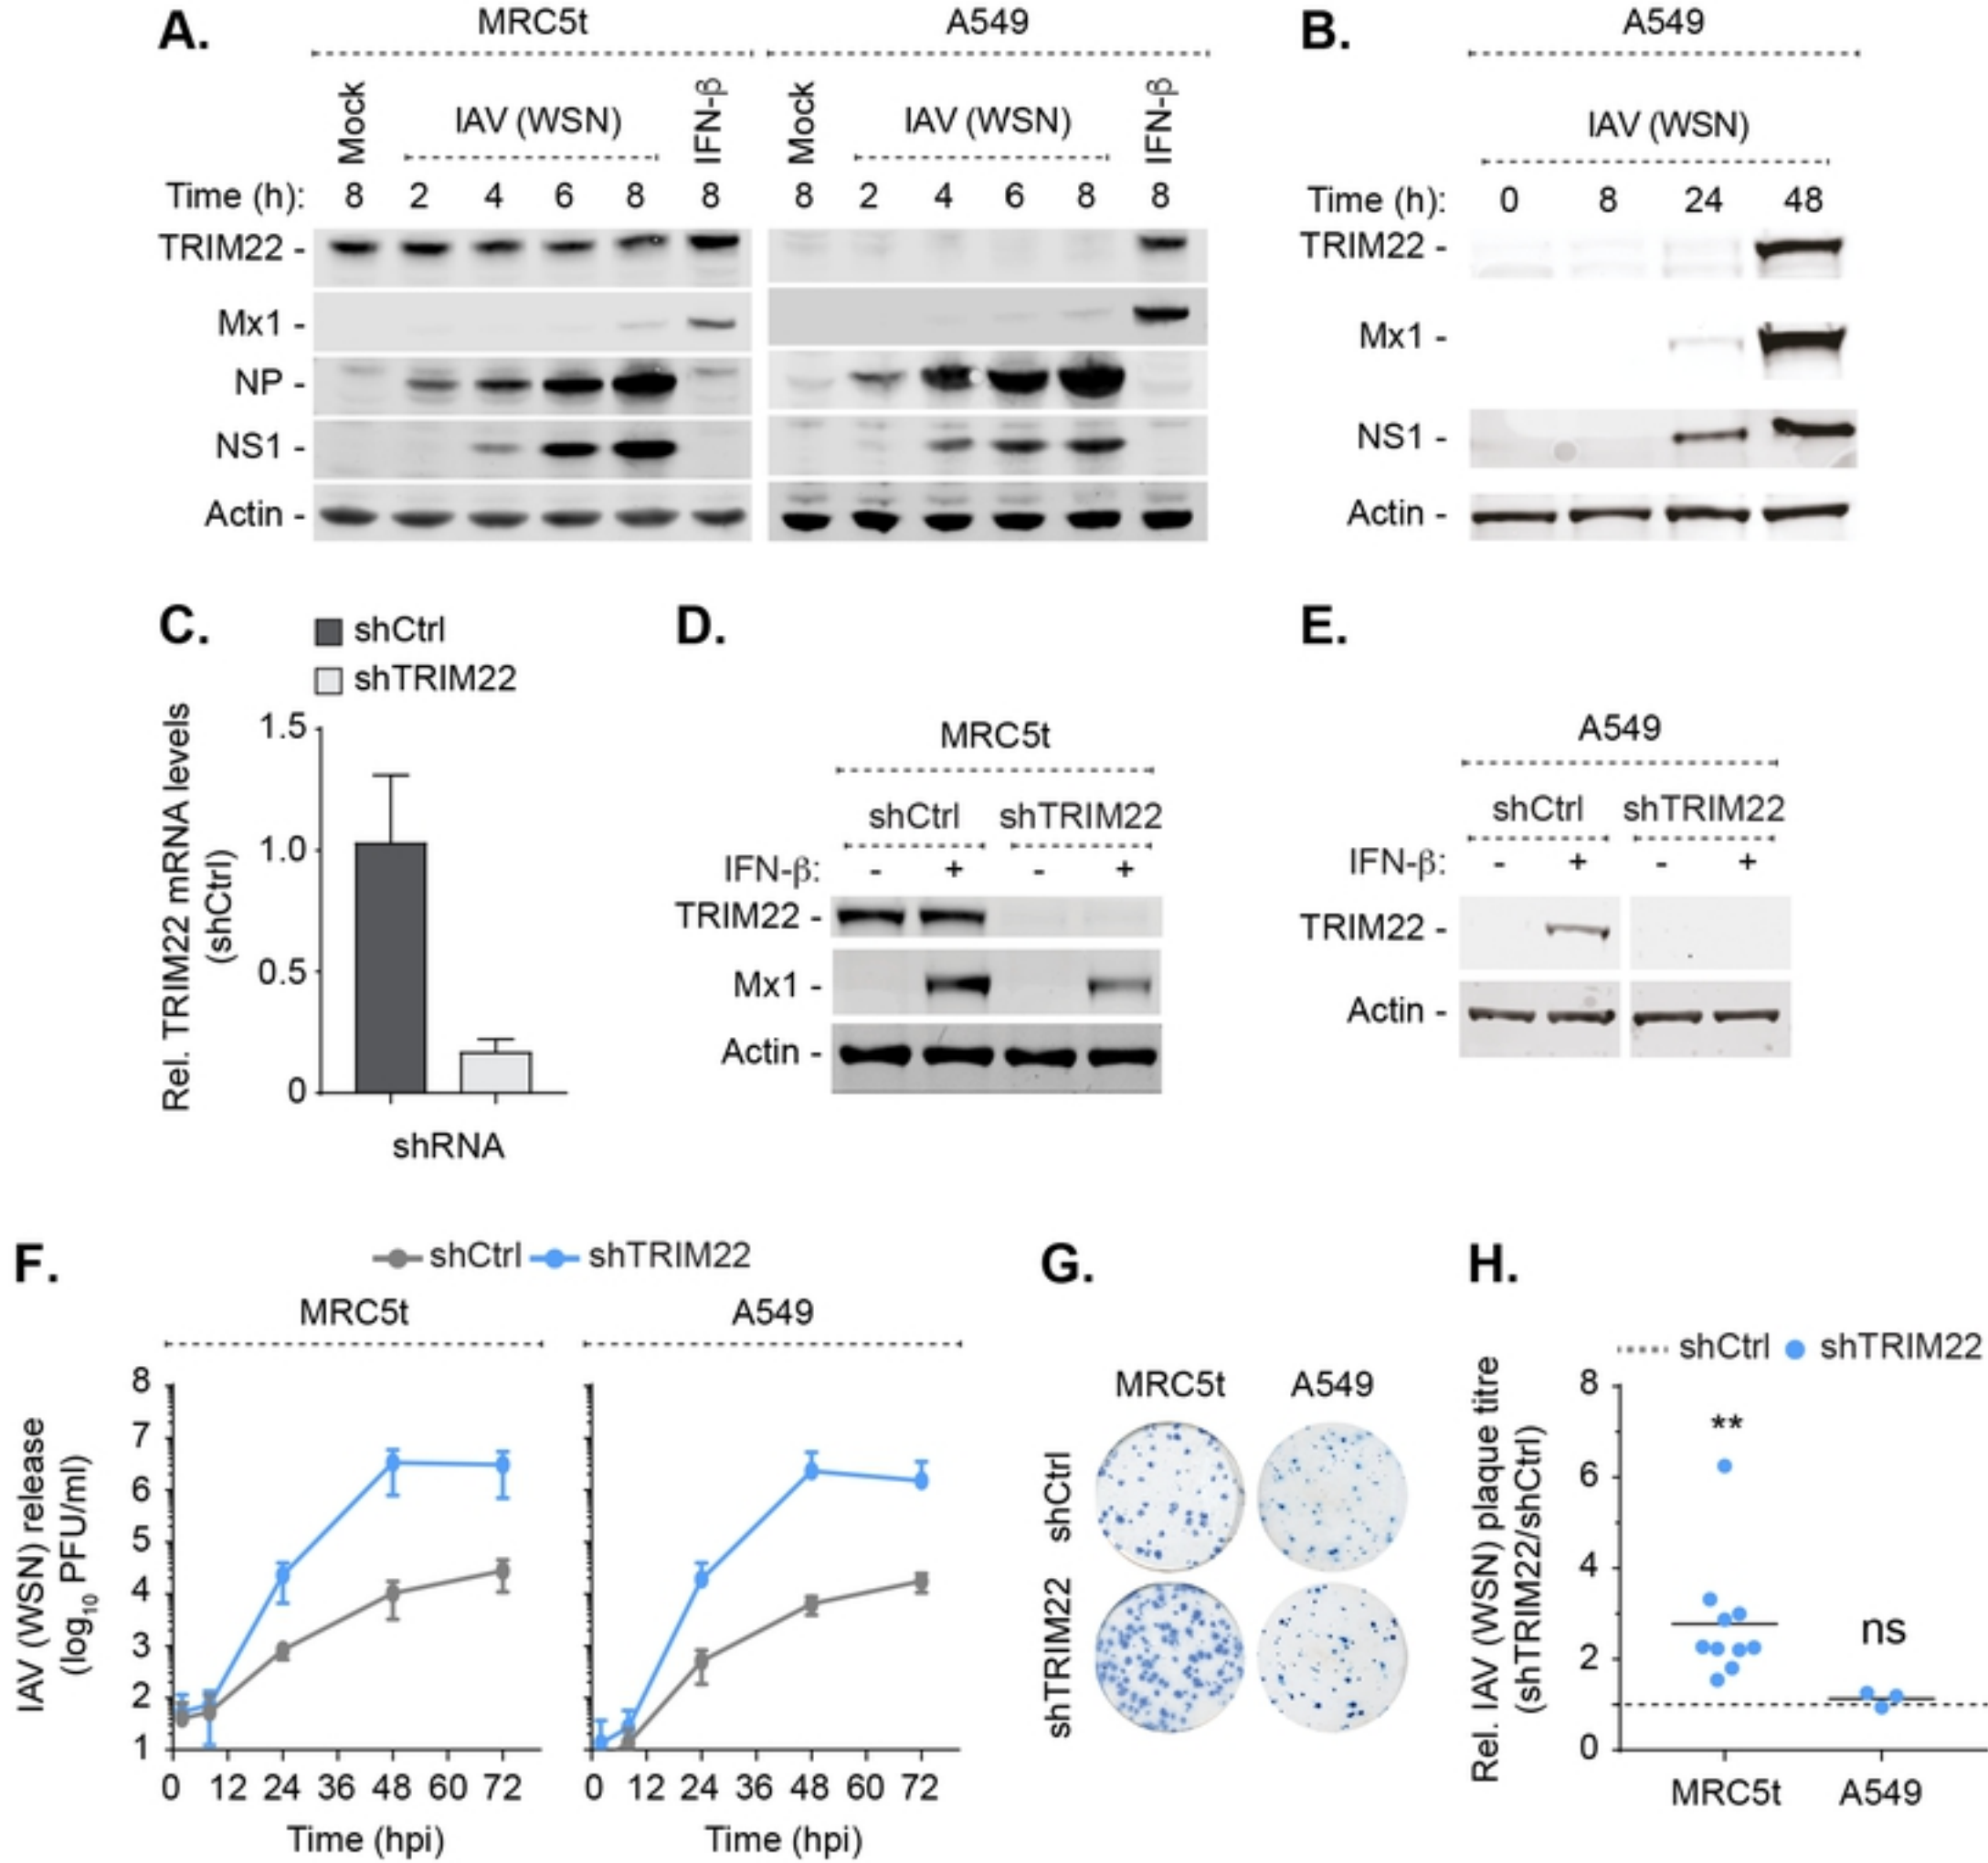 A.
MRC5t
A549
Mock
IAV (WSN)
IFN-β
Mock
IAV (WSN)
IFN-β
Time (h): 8 2 4 6 8 8 8 2 4 6 8 8
TRIM22 -
Mx1 -
NP -
NS1 -
Actin -
B.
A549
IAV (WSN)
Time (h): 0 8 24 48
TRIM22 -
Mx1 -
NS1 -
Actin -
C.
shCtrl
shTRIM22
Rel. TRIM22 mRNA levels
(shCtrl)
1.5
1.0
0.5
0
shRNA
D.
MRC5t
shCtrl shTRIM22
IFN-β: - + - +
TRIM22 -
Mx1 -
Actin -
E.
A549
shCtrl shTRIM22
IFN-β: - + - +
TRIM22 -
Actin -
F.
shCtrl shTRIM22
MRC5t
A549
IAV (WSN) release
(log10 PFU/ml)
8
7
6
5
4
3
2
1
0 12 24 36 48 60 72
0 12 24 36 48 60 72
Time (hpi)
Time (hpi)
G.
MRC5t A549
shCtrl
shTRIM22
H.
shCtrl shTRIM22
Rel. IAV (WSN) plaque titre
(shTRIM22/shCtrl)
8
6
4
2
0
**
ns
MRC5t A549